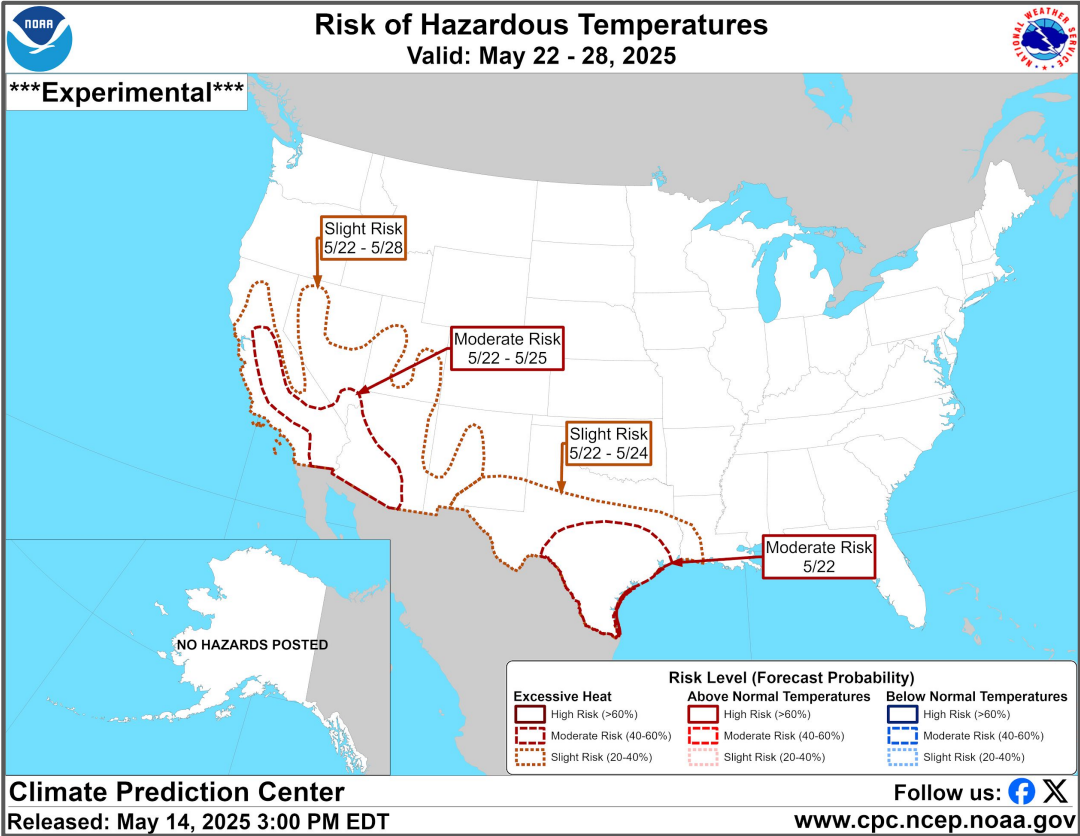 NOAA
Risk of Hazardous Temperatures
Valid: May 22 - 28, 2025
NATIONAL WEATHER SERVICE
***Experimental***
Slight Risk
5/22 - 5/28
Moderate Risk
5/22 - 5/25
Slight Risk
5/22 - 5/24
Moderate Risk
5/22
NO HAZARDS POSTED
Risk Level (Forecast Probability)
Excessive Heat
High Risk (>60%)
Moderate Risk (40-60%)
Slight Risk (20-40%)
Above Normal Temperatures
High Risk (>60%)
Moderate Risk (40-60%)
Slight Risk (20-40%)
Below Normal Temperatures
High Risk (>60%)
Moderate Risk (40-60%)
Slight Risk (20-40%)
Climate Prediction Center
Follow us:
Released: May 14, 2025 3:00 PM EDT
www.cpc.ncep.noaa.gov